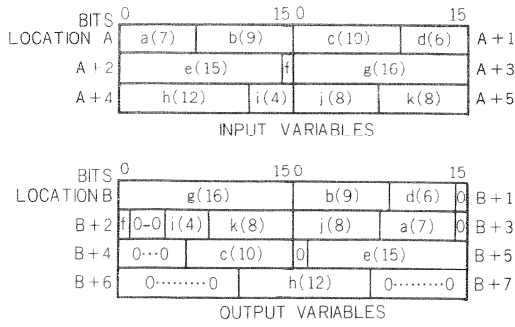 BITS 0 15 0 15
LOCATION A a(7) b(9) c(10) d(6) A+1
A+2 e(15) f g(16) A+3
A+4 h(12) i(4) j(8) k(8) A+5
INPUT VARIABLES
BITS 0 15 0 15
LOCATION B g(16) b(9) d(6) 0 B+1
B+2 f 0-0 i(4) k(8) j(8) a(7) 0 B+3
B+4 0···0 c(10) 0 e(15) B+5
B+6 0········0 h(12) 0········0 B+7
OUTPUT VARIABLES